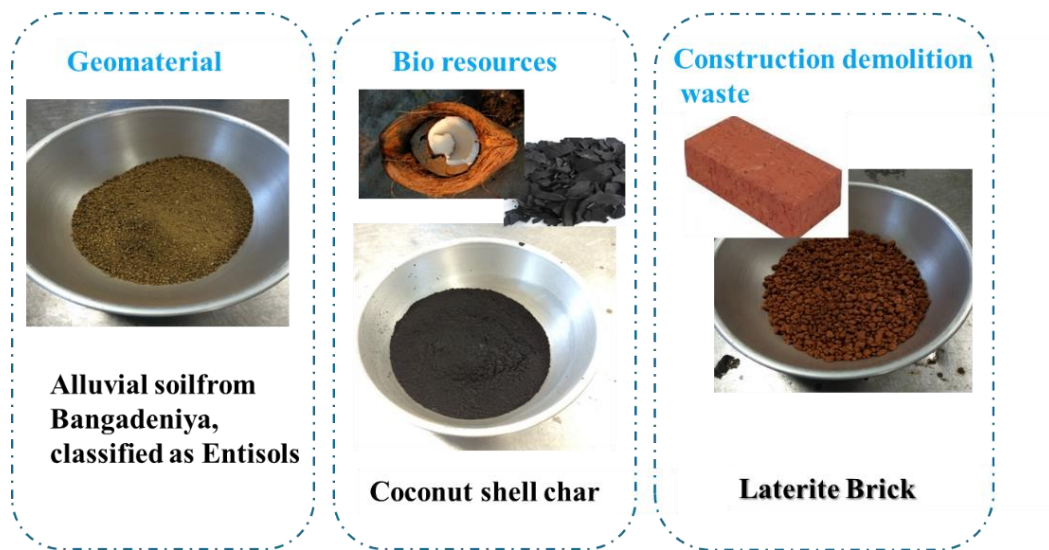 Geomaterial
Alluvial soilfrom
Bangadeniya,
classified as Entisols
Bio resources
Coconut shell char
Construction demolition
waste
Laterite Brick